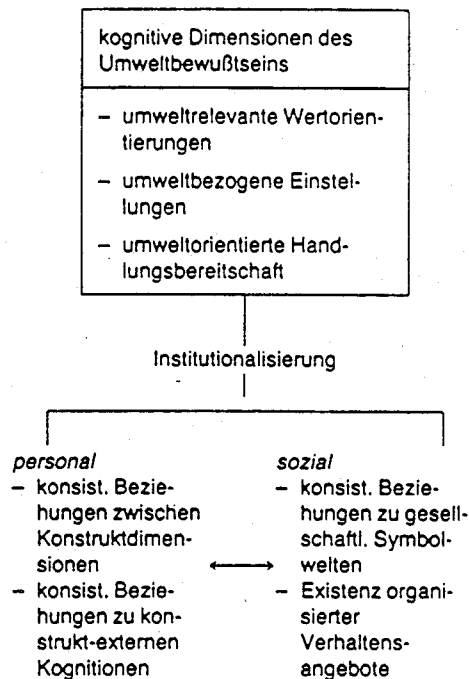 kognitive Dimensionen des
Umweltbewußtseins
– umweltrelevante Wertorien-
tierungen
– umweltbezogene Einstel-
lungen
– umweltorientierte Hand-
lungsbereitschaft
Institutionalisierung
personal
– konsist. Bezie-
hungen zwischen
Konstruktdimen-
sionen
– konsist. Bezie-
hungen zu kon-
strukt-externen
Kognitionen
sozial
– konsist. Bezie-
hungen zu gesell-
schaftl. Symbol-
welten
– Existenz organi-
sierter
Verhaltens-
angebote